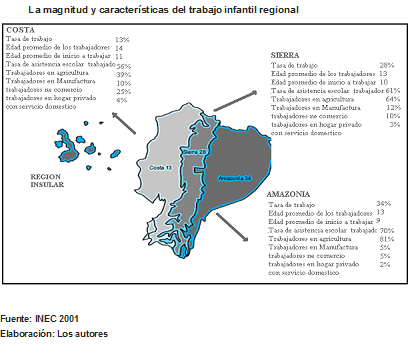 La magnitud y características del trabajo infantil regional
COSTA
Tasa de trabajo 13%
Edad promedio de los trabajadores 14
Edad promedio de inicio a trabajar 11
Tasa de asistencia escolar trabajado 56%
Trabajadores en agricultura 39%
Trabajadores en Manufactura 10%
trabajadores ne comercio 25%
trabajadores en hogar privado 4%
con servicio domestico
SIERRA
Tasa de trabajo 28%
Edad promedio de los trabajadores 13
Edad promedio de inicio a trabajar 10
Tasa de asistencia escolar trabajador 61%
Trabajadores en agricultura 64%
Trabajadores en Manufactura 12%
trabajadores ne comercio 10%
trabajadores en hogar privado 3%
con servicio domestico
REGION
INSULAR
Costa 13
Sierra 28
Amazonía 34
AMAZONIA
Tasa de trabajo 34%
Edad promedio de los trabajadores 13
Edad promedio de inicio a trabajar 9
Tasa de asistencia escolar trabajado 70%
Trabajadores en agricultura 81%
Trabajadores en Manufactura 5%
trabajadores ne comercio 5%
trabajadores en hogar privado 2%
con servicio domestico
Fuente: INEC 2001
Elaboración: Los autores